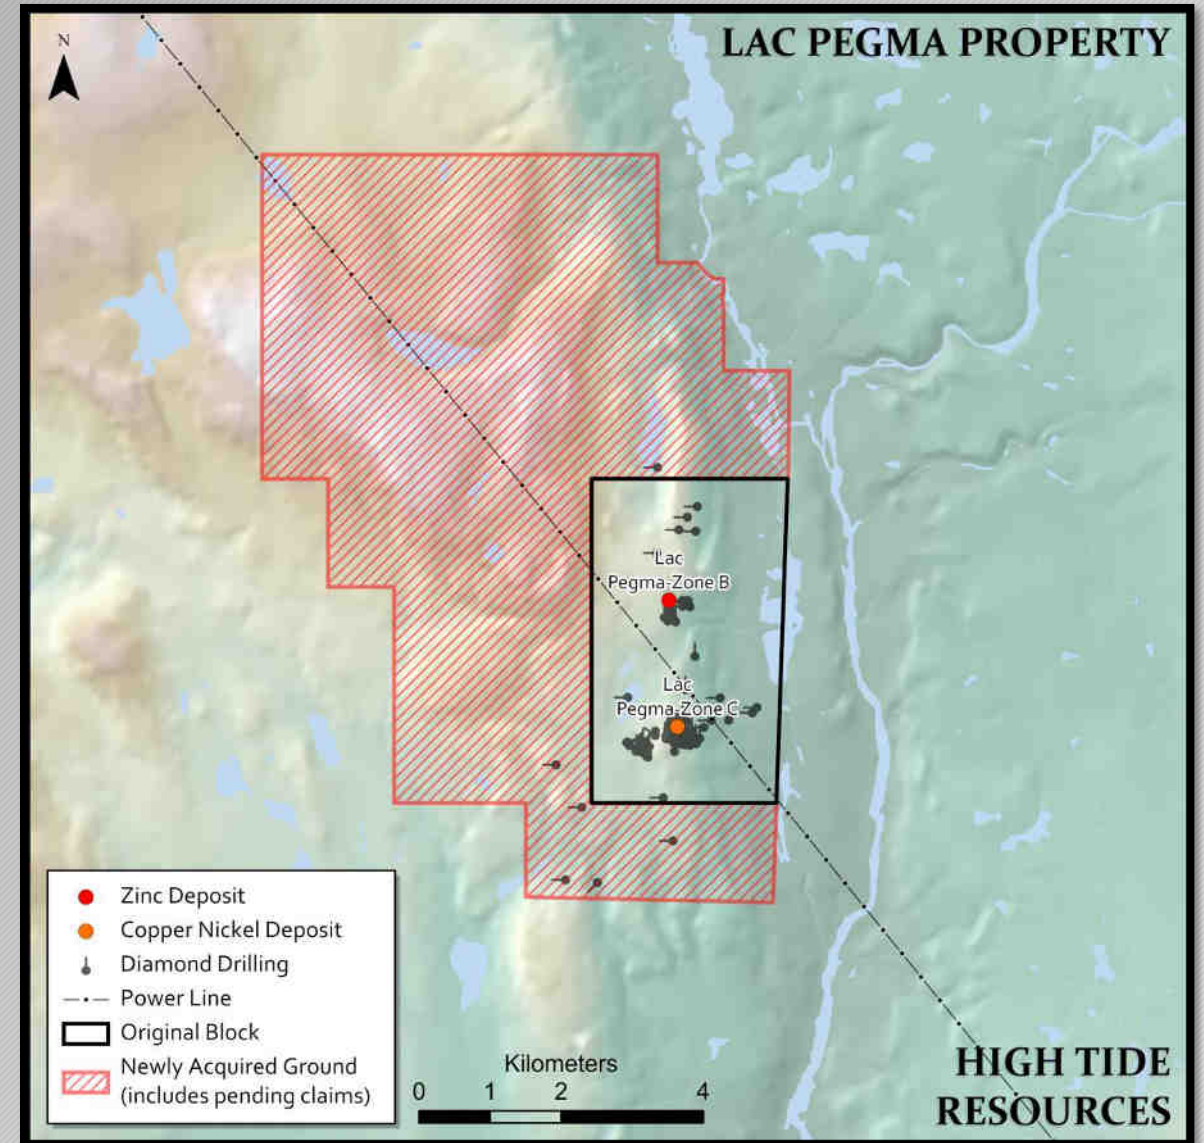 LAC PEGMA PROPERTY
N
Lac
Pegma-Zone B
Lac
Pegma-Zone C
Zinc Deposit
Copper Nickel Deposit
Diamond Drilling
Power Line
Original Block
Newly Acquired Ground
(includes pending claims)
Kilometers
0 1 2 4
HIGH TIDE
RESOURCES